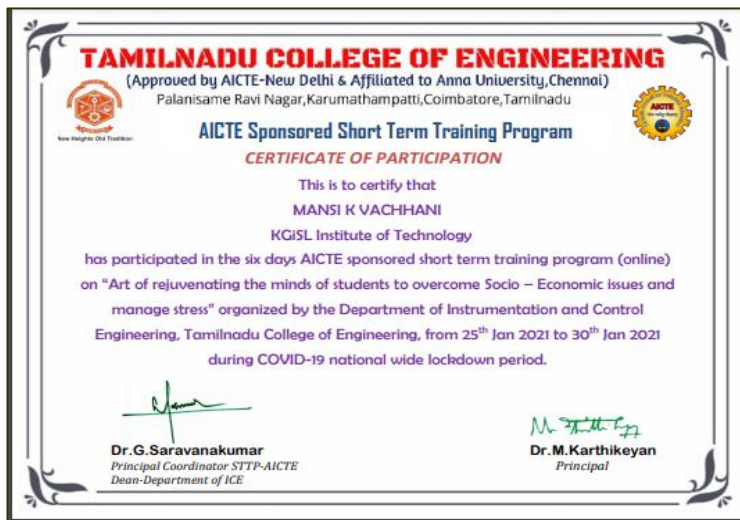 TAMILNADU COLLEGE OF ENGINEERING
(Approved by AICTE-New Delhi & Affiliated to Anna University,Chennai)
Palanisame Ravi Nagar,Karumathampatti,Coimbatore,Tamilnadu
New Heights Old Tradition
AICTE
AICTE Sponsored Short Term Training Program
CERTIFICATE OF PARTICIPATION
This is to certify that
MANSI K VACHHANI
KGiSL Institute of Technology
has participated in the six days AICTE sponsored short term training program (online)
on “Art of rejuvenating the minds of students to overcome Socio – Economic issues and
manage stress” organized by the Department of Instrumentation and Control
Engineering, Tamilnadu College of Engineering, from 25th Jan 2021 to 30th Jan 2021
during COVID-19 national wide lockdown period.
Dr.G.Saravanakumar
Principal Coordinator STTP-AICTE
Dean-Department of ICE
Dr.M.Karthikeyan
Principal